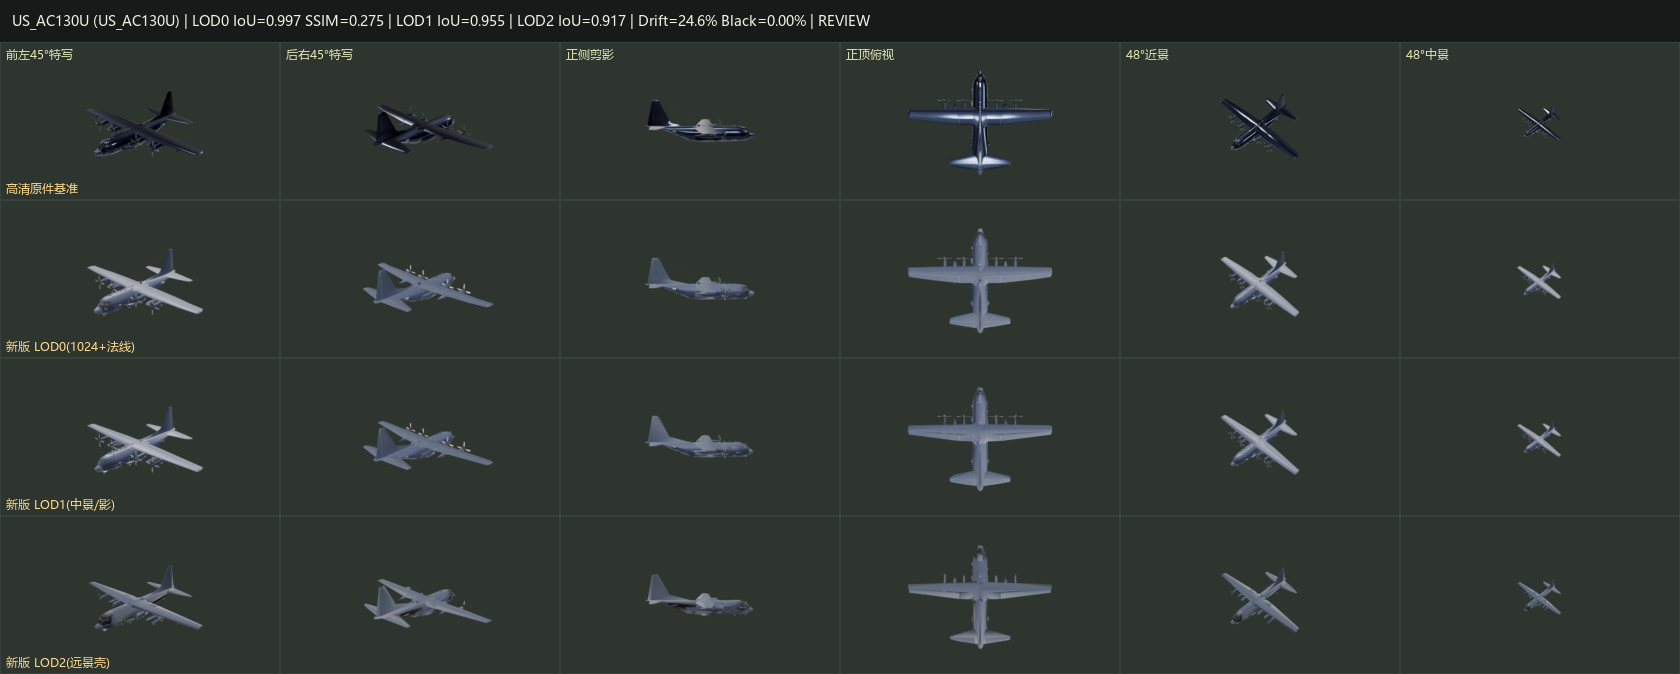 US_AC130U (US_AC130U) | LOD0 IoU=0.997 SSIM=0.275 | LOD1 IoU=0.955 | LOD2 IoU=0.917 | Drift=24.6% Black=0.00% | REVIEW
前左45°特写 后右45°特写 正侧剪影 正顶俯视 48°近景 48°中景
高清原件基准
新版 LOD0(1024+法线)
新版 LOD1(中景/影)
新版 LOD2(远景壳)